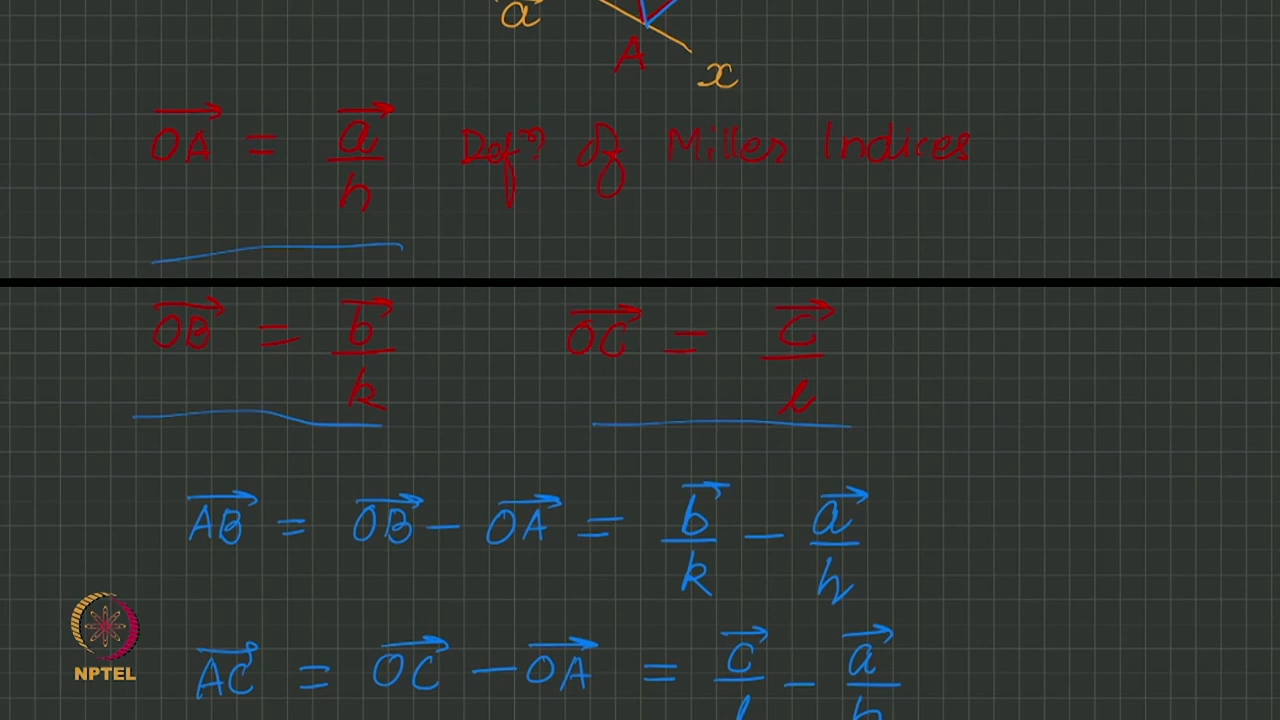 a
A
x
OA = a/h Defⁿ of Miller Indices
OB = b/k OC = c/l
AB = OB − OA = b/k − a/h
AC = OC − OA = c/l − a/h
NPTEL